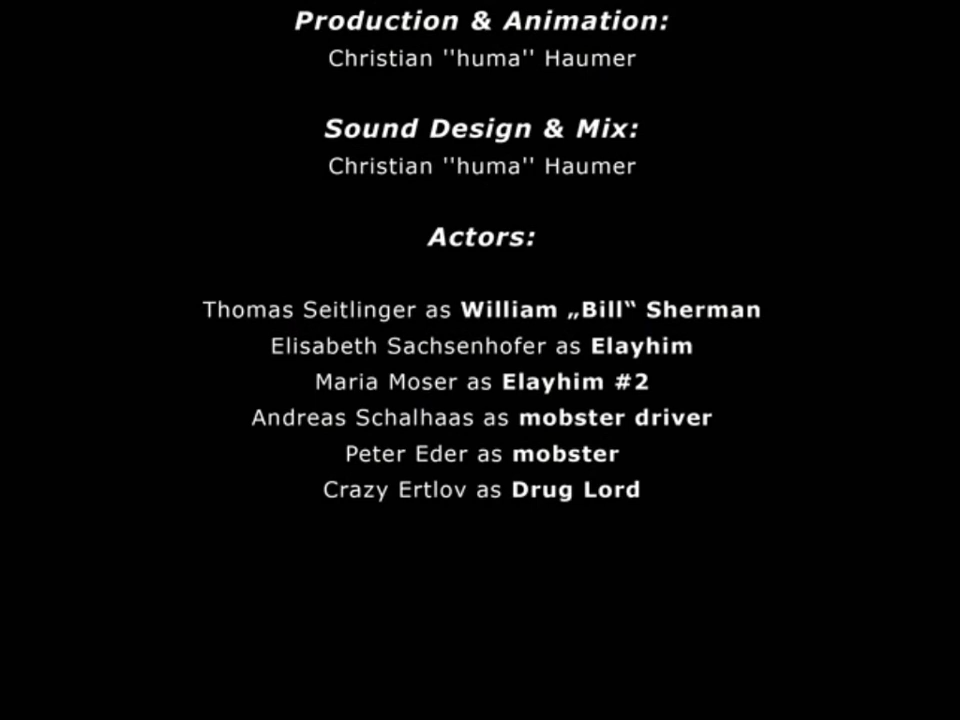 Production & Animation:
Christian ''huma'' Haumer
Sound Design & Mix:
Christian ''huma'' Haumer
Actors:
Thomas Seitlinger as William „Bill‟ Sherman
Elisabeth Sachsenhofer as Elayhim
Maria Moser as Elayhim #2
Andreas Schalhaas as mobster driver
Peter Eder as mobster
Crazy Ertlov as Drug Lord